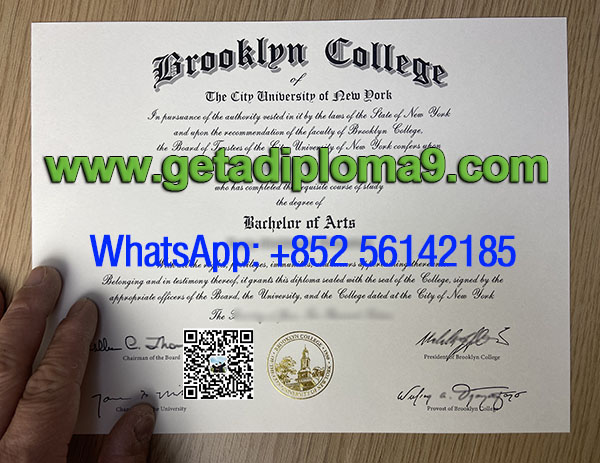 Brooklyn College
of
The City University of New York
In pursuance of the authority vested in it by the laws of the State of New York
and upon the recommendation of the faculty of Brooklyn College,
the Board of Trustees of the City University of New York confers upon
www.getadiploma9.com
who has completed the requisite course of study
the degree of
Bachelor of Arts
WhatsApp: +852 56142185
Belonging and in testimony thereof, it grants this diploma sealed with the seal of the College, signed by the
appropriate officers of the Board, the University, and the College dated at the City of New York
The
Chairman of the Board
President of Brooklyn College
BROOKLYN COLLEGE
the University
Provost of Brooklyn College